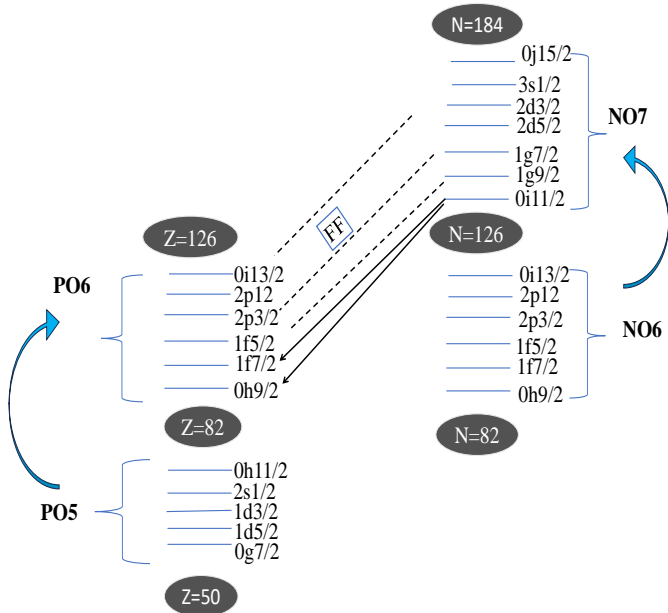 N=184
0j15/2
3s1/2
2d3/2
2d5/2
1g7/2
1g9/2
0i11/2
NO7
N=126
0i13/2
2p12
2p3/2
1f5/2
1f7/2
0h9/2
NO6
N=82
FF
Z=126
0i13/2
2p12
2p3/2
1f5/2
1f7/2
0h9/2
PO6
Z=82
0h11/2
2s1/2
1d3/2
1d5/2
0g7/2
PO5
Z=50